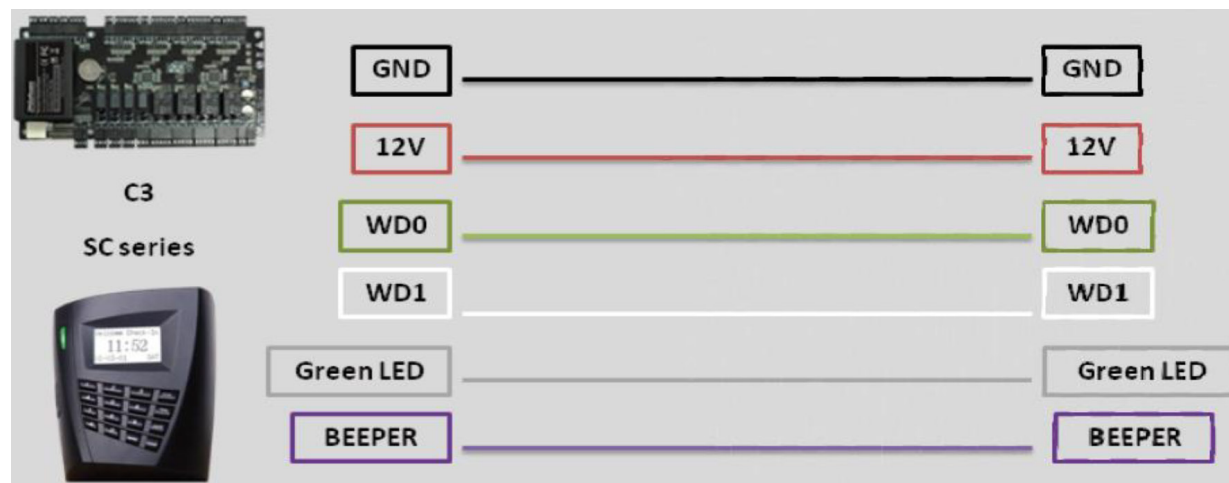 GND
GND
12V
12V
C3
WD0
WD0
SC series
WD1
WD1
11:52
Green LED
Green LED
BEEPER
BEEPER